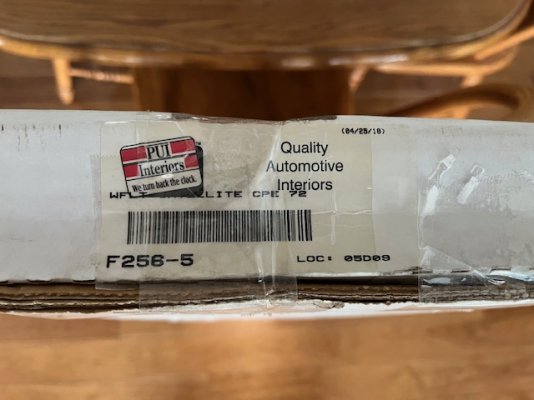 (04/25/18)
PUI
Interiors
We turn back the clock.
Quality
Automotive
Interiors
ELITE CPE 72
F256-5
LOC: 05D09